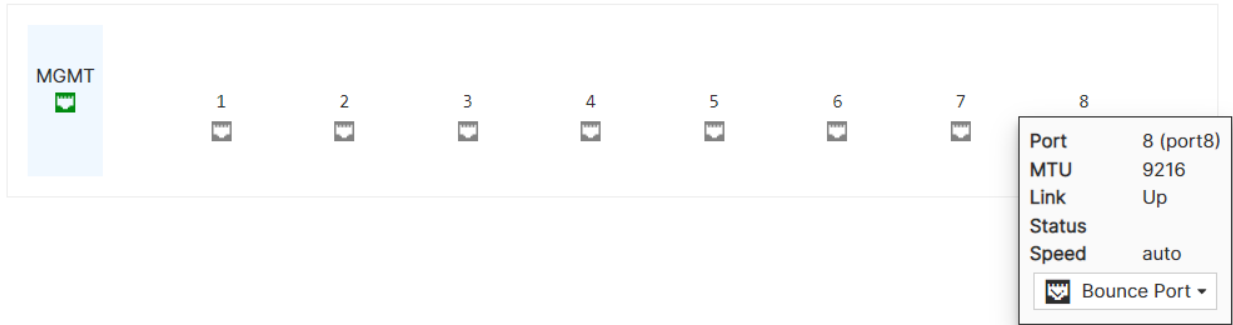 MGMT
1 2 3 4 5 6 7 8
Port 8 (port8)
MTU 9216
Link Up
Status
Speed auto
Bounce Port